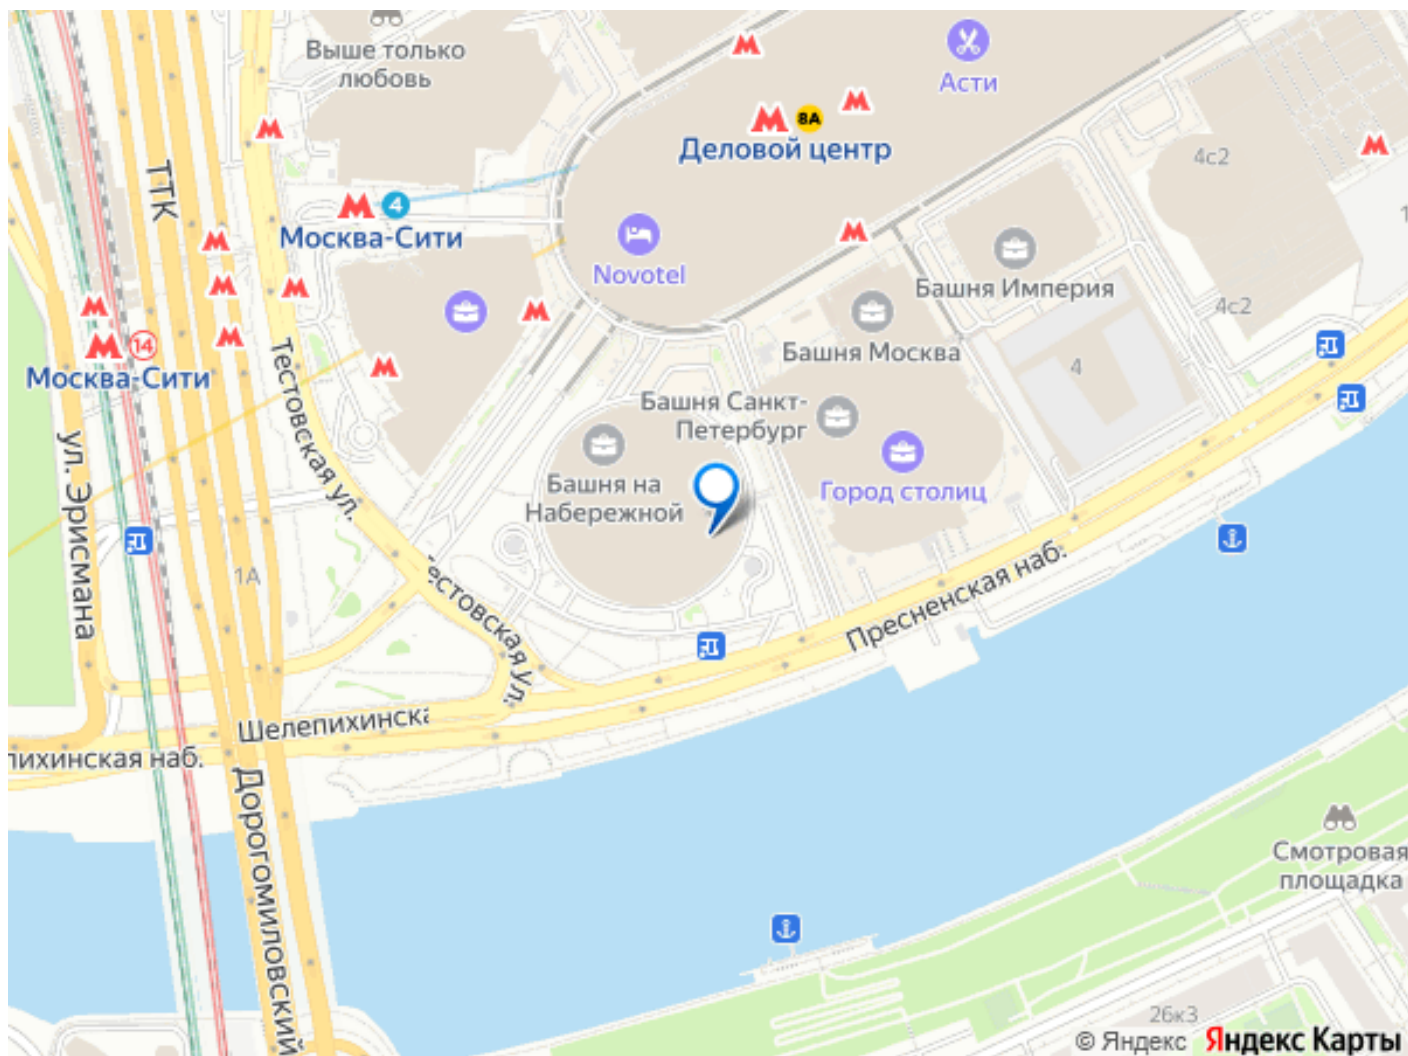 Выше только
любовь
Асти
8А
Деловой центр
4с2
ТТК
4
Москва-Сити
Novotel
Башня Империя
4с2
14
Москва-Сити
Башня Москва
4
Тестовская ул.
Башня Санкт-
Петербург
ул. Эрисмана
Башня на
Набережной
Город столиц
1А
естовская ул.
Пресненская наб.
Шелепихинска
пихинская наб.
Дорогомиловский
Смотровая
площадка
26к3
© Яндекс Яндекс Карты